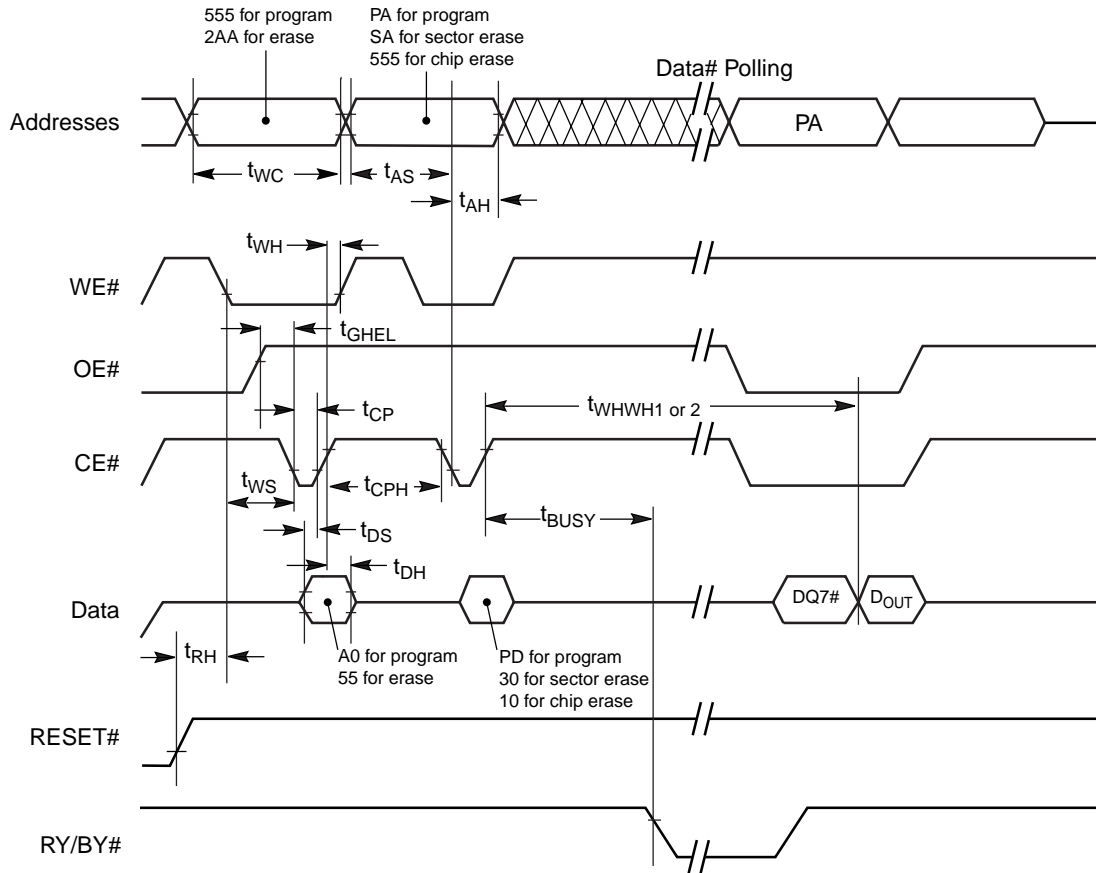 555 for program
2AA for erase
PA for program
SA for sector erase
555 for chip erase
Data# Polling
Addresses
PA
tWC
tAS
tAH
tWH
WE#
tGHEL
OE#
tWHWH1 or 2
tCP
CE#
tWS
tCPH
tBUSY
tDS
tDH
Data
DQ7#
DOUT
tRH
A0 for program
55 for erase
PD for program
30 for sector erase
10 for chip erase
RESET#
RY/BY#